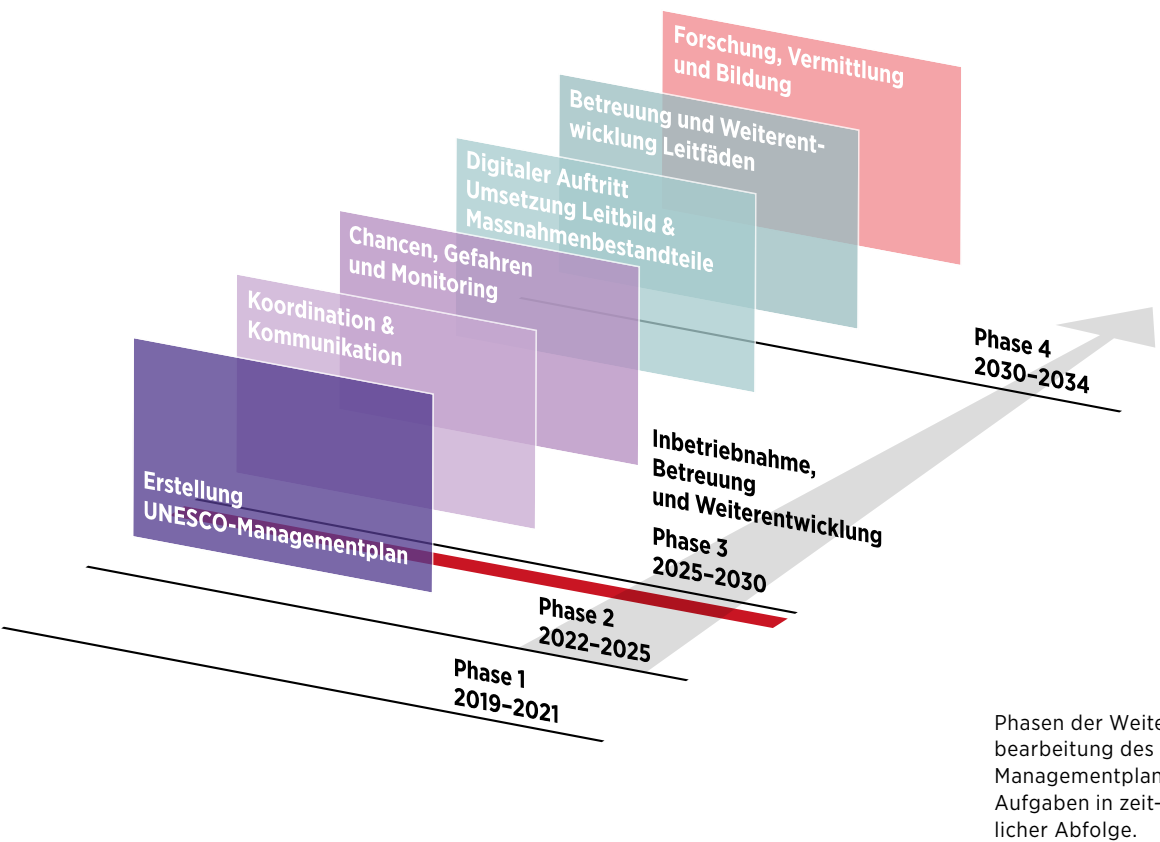 Forschung, Vermittlung
und Bildung
Betreuung und Weiterent-
wicklung Leitfäden
Digitaler Auftritt
Umsetzung Leitbild &
Massnahmenbestandteile
Chancen, Gefahren
und Monitoring
Koordination &
Kommunikation
Erstellung
UNESCO-Managementplan
Phase 4
2030–2034
Inbetriebnahme,
Betreuung
und Weiterentwicklung
Phase 3
2025–2030
Phase 2
2022–2025
Phase 1
2019–2021
Phasen der Weite
bearbeitung des
Managementplan
Aufgaben in zeit-
licher Abfolge.